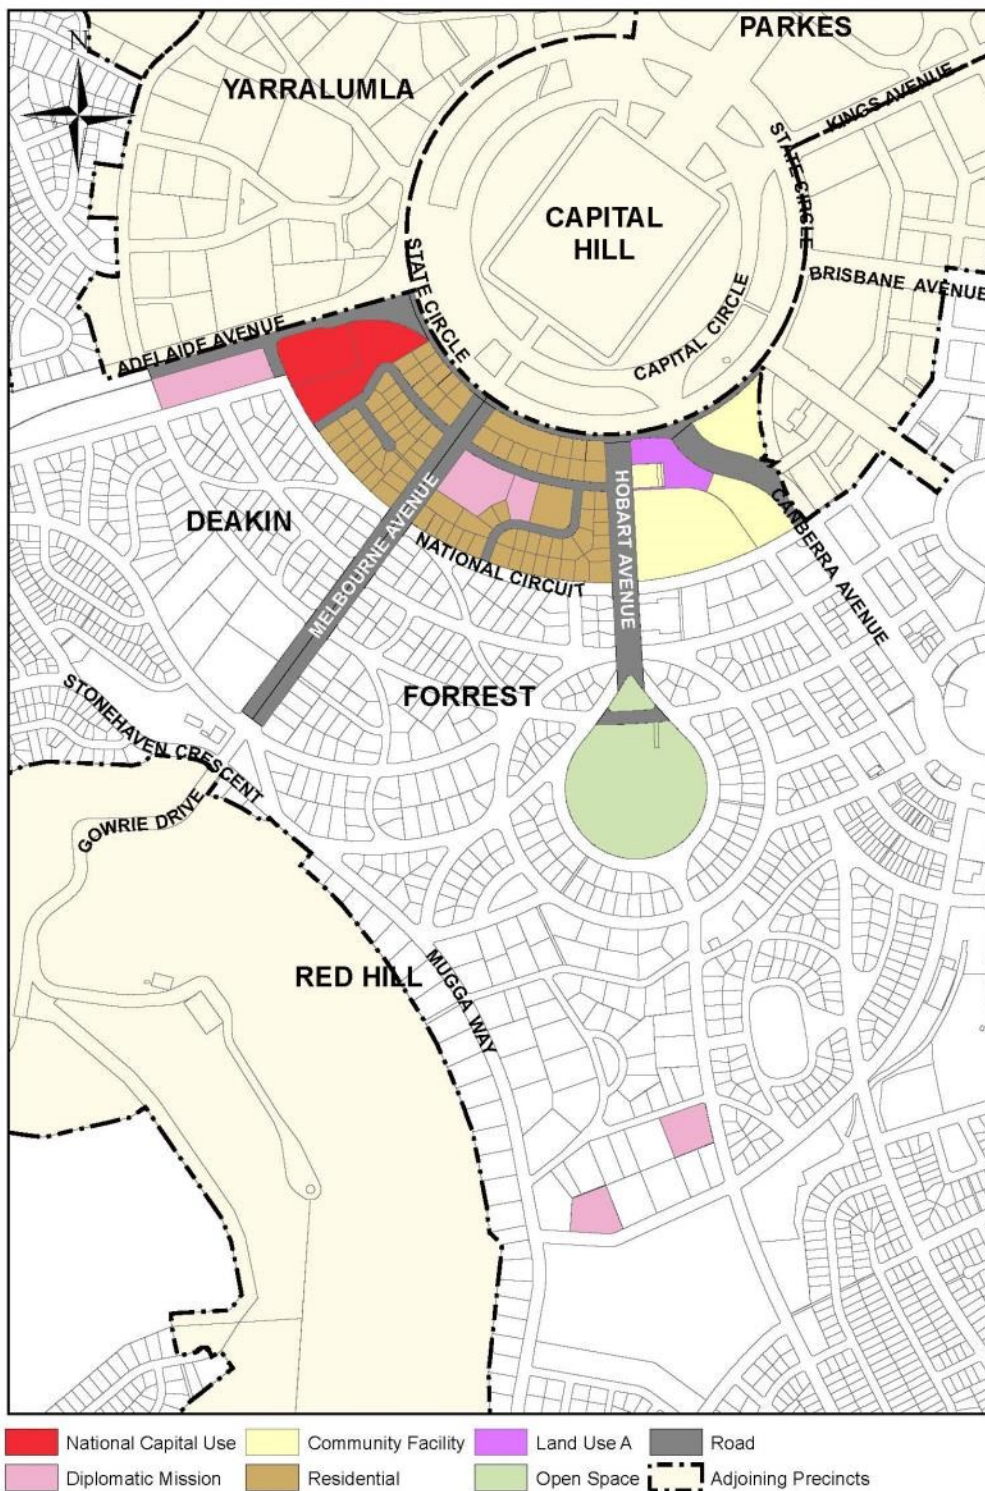 PARKES
N
YARRALUMLA
KINGS AVENUE
STATE CIRCLE
CAPITAL
HILL
STATE CIRCLE
BRISBANE AVENUE
CAPITAL CIRCLE
ADELAIDE AVENUE
DEAKIN
MELBOURNE AVENUE
HOBART AVENUE
NATIONAL CIRCUIT
CANBERRA AVENUE
FORREST
STONEHAVEN CRESCENT
GOWRIE DRIVE
RED HILL
MUGGA WAY
National Capital Use
Community Facility
Land Use A
Road
Diplomatic Mission
Residential
Open Space
Adjoining Precincts